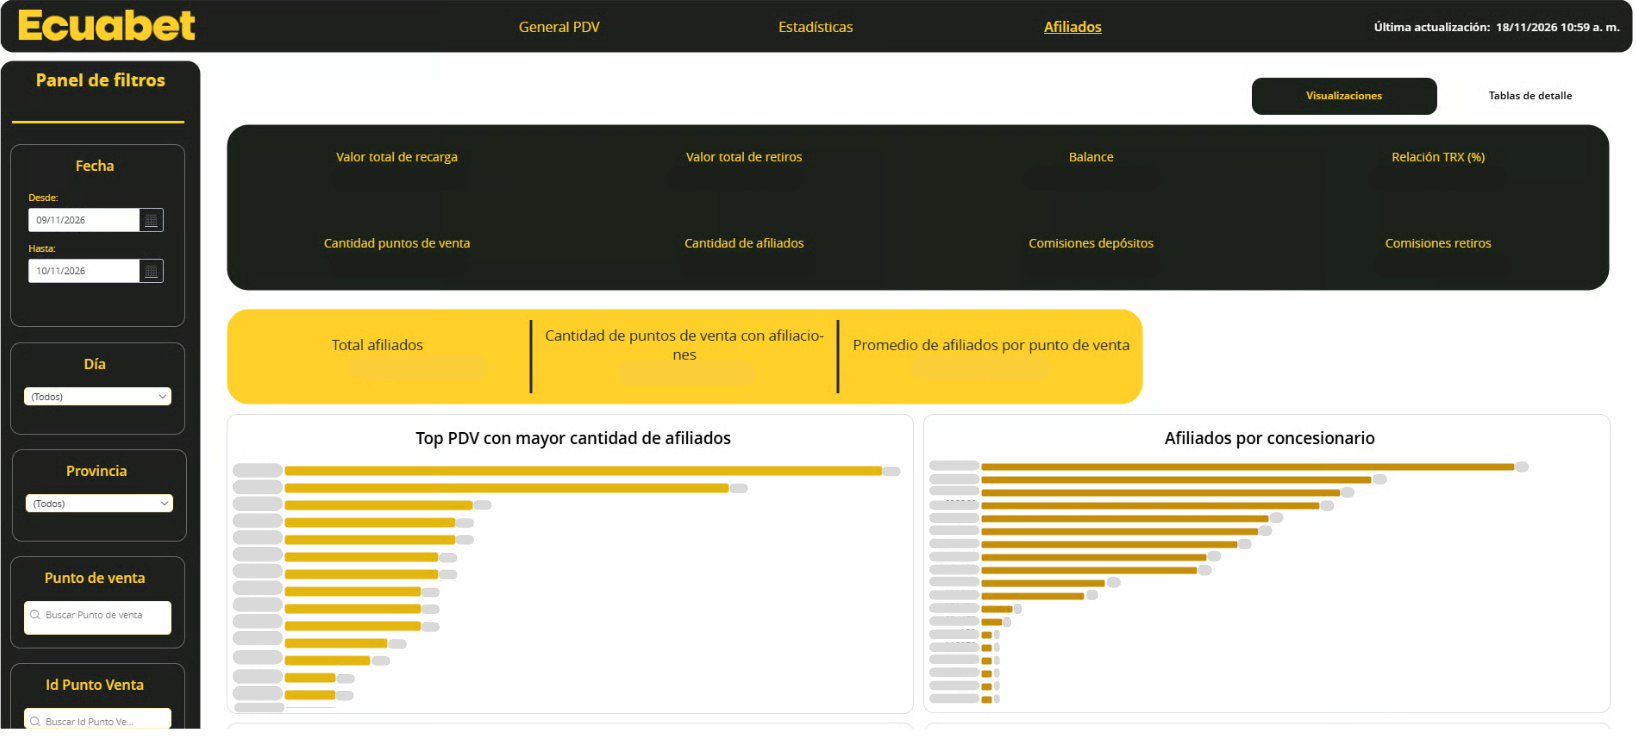 Ecuabet
General PDV
Estadísticas
Afiliados
Última actualización: 18/11/2026 10:59 a. m.
Panel de filtros
Visualizaciones
Tablas de detalle
Fecha
Desde:
09/11/2026
Hasta:
10/11/2026
Día
(Todos)
Provincia
(Todos)
Punto de venta
Buscar Punto de venta
Id Punto Venta
Buscar Id Punto Ve...
Valor total de recarga
Valor total de retiros
Balance
Relación TRX (%)
Cantidad puntos de venta
Cantidad de afiliados
Comisiones depósitos
Comisiones retiros
Total afiliados
Cantidad de puntos de venta con afiliacio-
nes
Promedio de afiliados por punto de venta
Top PDV con mayor cantidad de afiliados
Afiliados por concesionario